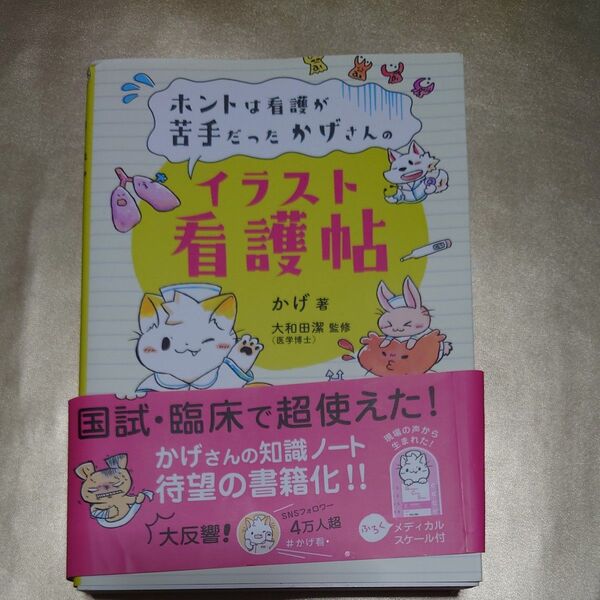 ホントは看護が
苦手だった かげさんの
イラスト
看護帖
かげ 著
大和田潔 監修
(医学博士)
国試・臨床で超使えた!
かげさんの知識ノート
待望の書籍化!!
大反響!
SNSフォロワー
4万人超
#かげ看
現場の声から
生まれた!
ふろく
メディカル
スケール付